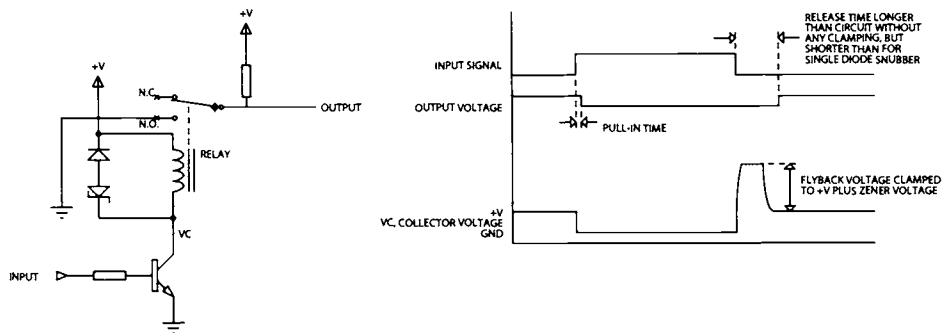 +V
+V
N.C.
N.O.
OUTPUT
RELAY
VC
INPUT
RELEASE TIME LONGER
THAN CIRCUIT WITHOUT
ANY CLAMPING, BUT
SHORTER THAN FOR
SINGLE DIODE SNUBBER
INPUT SIGNAL
OUTPUT VOLTAGE
PULL-IN TIME
FLYBACK VOLTAGE CLAMPED
TO +V PLUS ZENER VOLTAGE
+V
VC, COLLECTOR VOLTAGE
GND